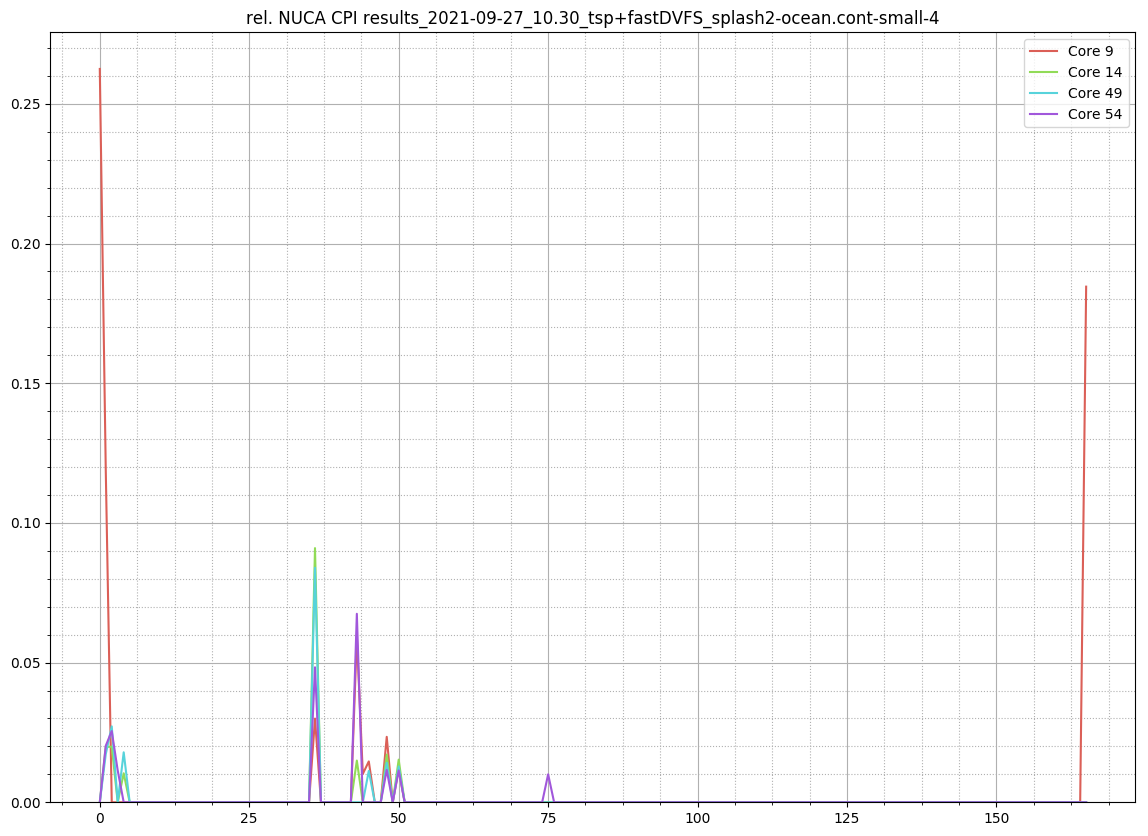 rel. NUCA CPI results_2021-09-27_10.30_tsp+fastDVFS_splash2-ocean.cont-small-4
Core 9
Core 14
Core 49
Core 54
0.25
0.20
0.15
0.10
0.05
0.00
0 25 50 75 100 125 150